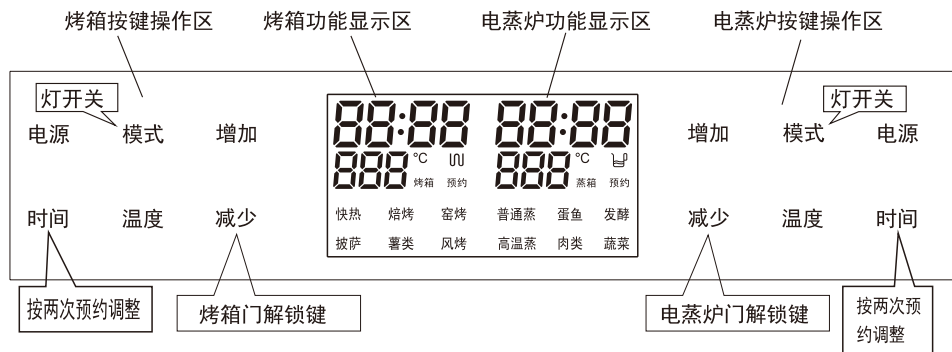 烤箱按键操作区 烤箱功能显示区 电蒸炉功能显示区 电蒸炉按键操作区
灯开关 灯开关
88:88 88:88
电源 模式 增加 增加 模式 电源
888 ℃ 888 ℃
烤箱 预约 蒸箱 预约
快热 焙烤 窑烤 普通蒸 蛋鱼 发酵
时间 温度 减少 减少 温度 时间
披萨 薯类 风烤 高温蒸 肉类 蔬菜
按两次预约调整 烤箱门解锁键 电蒸炉门解锁键 按两次预
约调整